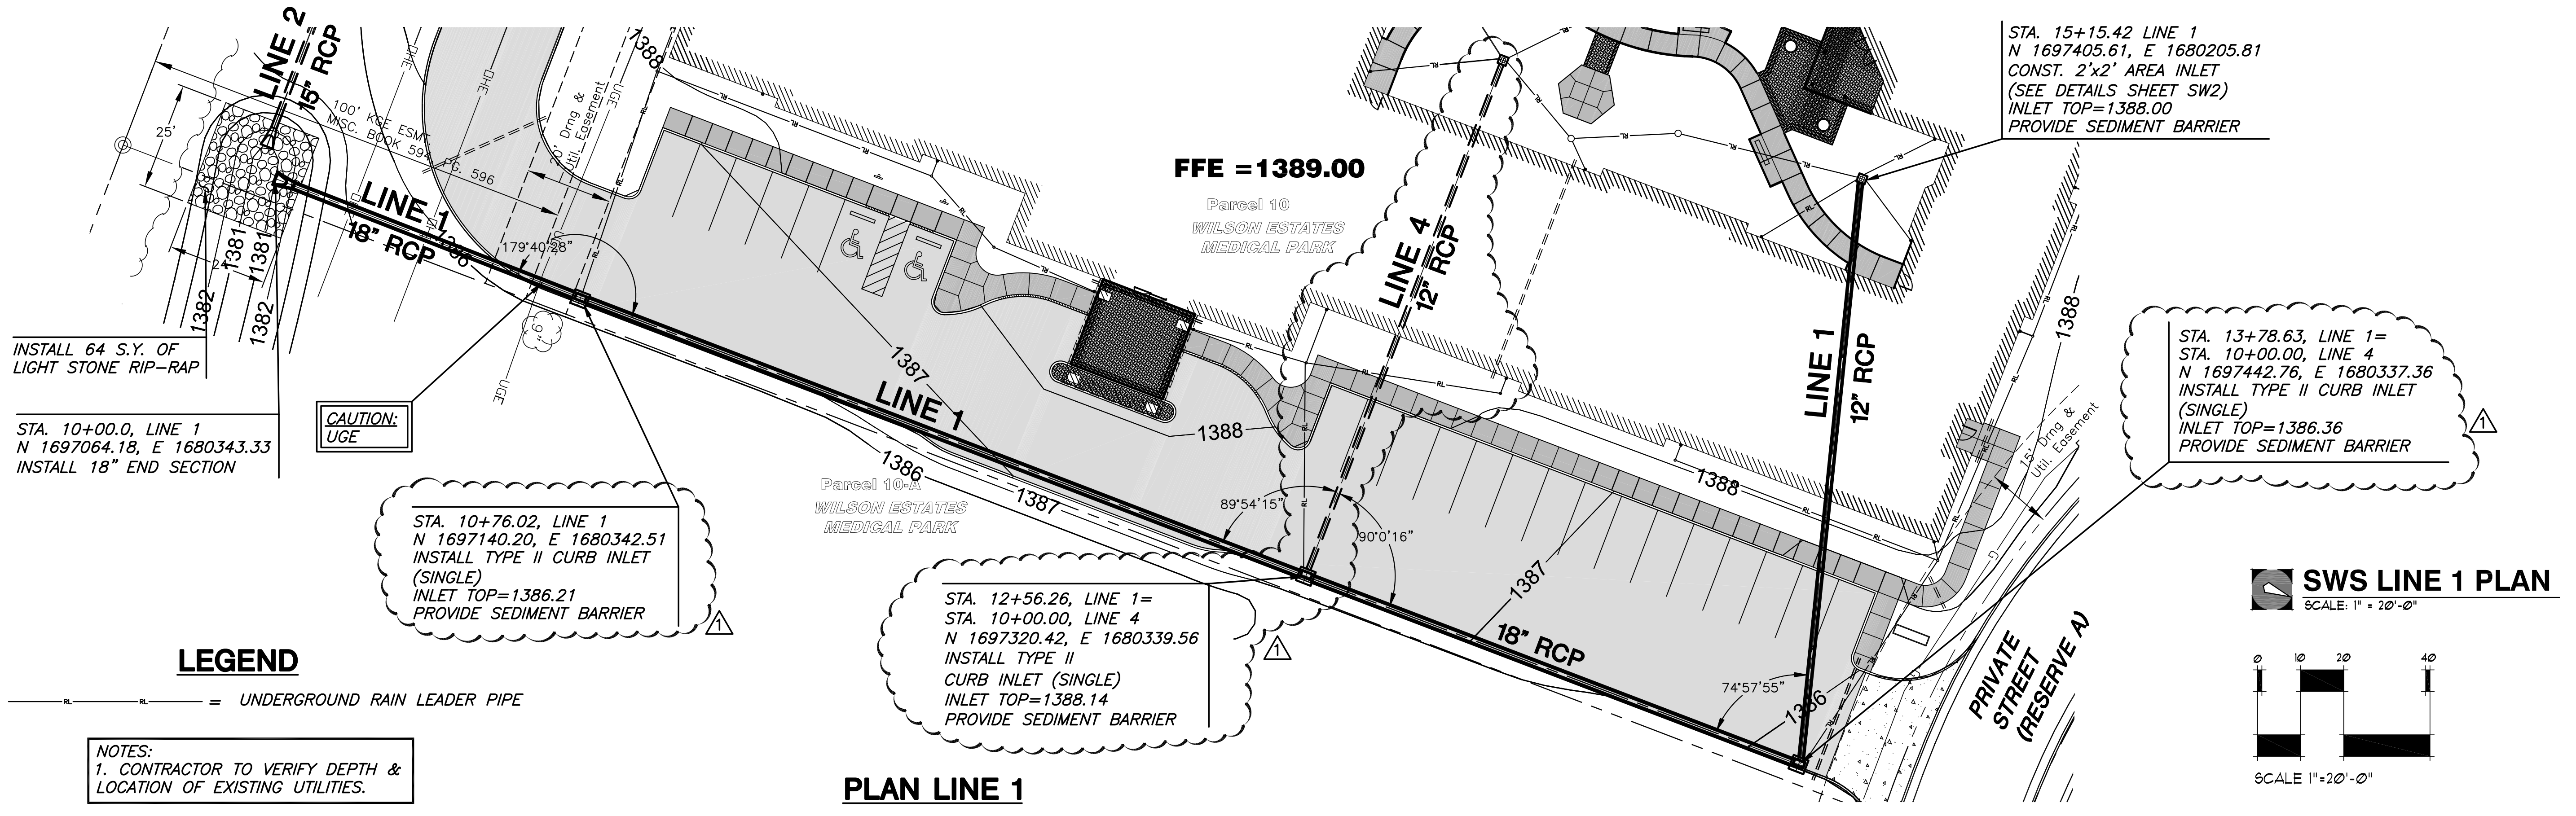 LINE 2
15" RCP
OHE
OHE
100' KGE ESMT
MISC. BOOK 594, P.G. 596
25'
24'
LINE 1
18" RCP
1381
1381
1382
1382
1386
179°40'28"
20' Drng &
Util. Easement
UGE
UGE
1388
RL
INSTALL 64 S.Y. OF
LIGHT STONE RIP-RAP
STA. 10+00.0, LINE 1
N 1697064.18, E 1680343.33
INSTALL 18" END SECTION
CAUTION:
UGE
6"
STA. 10+76.02, LINE 1
N 1697140.20, E 1680342.51
INSTALL TYPE II CURB INLET
(SINGLE)
INLET TOP=1386.21
PROVIDE SEDIMENT BARRIER
1
LEGEND
RL RL = UNDERGROUND RAIN LEADER PIPE
NOTES:
1. CONTRACTOR TO VERIFY DEPTH &
LOCATION OF EXISTING UTILITIES.
1387
LINE 1
1386
1387
1388
Parcel 10-A
WILSON ESTATES
MEDICAL PARK
FFE =1389.00
Parcel 10
WILSON ESTATES
MEDICAL PARK
LINE 4
12" RCP
89°54'15"
90°0'16"
STA. 12+56.26, LINE 1=
STA. 10+00.00, LINE 4
N 1697320.42, E 1680339.56
INSTALL TYPE II
CURB INLET (SINGLE)
INLET TOP=1388.14
PROVIDE SEDIMENT BARRIER
1
PLAN LINE 1
1387
1388
18" RCP
LINE 1
12" RCP
74°57'55"
1386
1388
15' Drng &
Util. Easement
G
PRIVATE
STREET
(RESERVE A)
STA. 15+15.42 LINE 1
N 1697405.61, E 1680205.81
CONST. 2'x2' AREA INLET
(SEE DETAILS SHEET SW2)
INLET TOP=1388.00
PROVIDE SEDIMENT BARRIER
STA. 13+78.63, LINE 1=
STA. 10+00.00, LINE 4
N 1697442.76, E 1680337.36
INSTALL TYPE II CURB INLET
(SINGLE)
INLET TOP=1386.36
PROVIDE SEDIMENT BARRIER
1
SWS LINE 1 PLAN
SCALE: 1" = 20'-0"
0 10 20 40
SCALE 1"=20'-0"